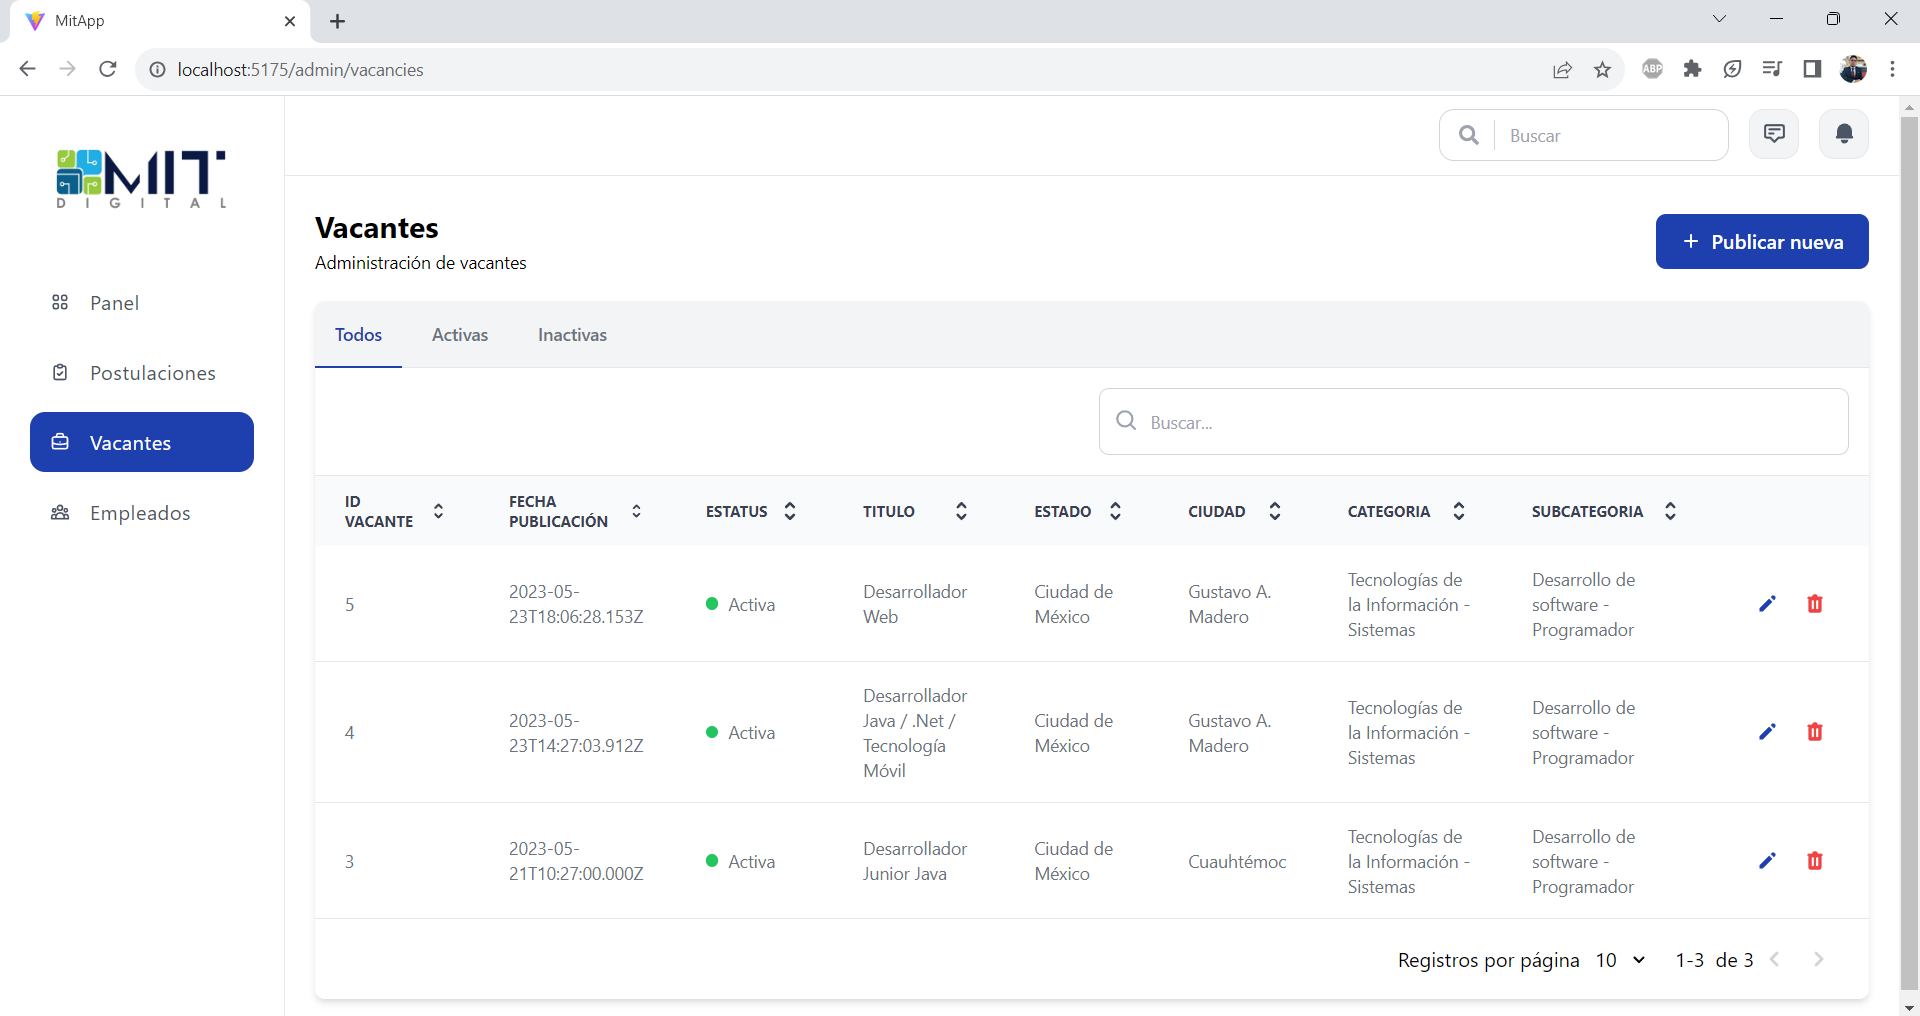 MitApp
localhost:5175/admin/vacancies
ABP
MIT
DIGITAL
Buscar
Panel
Postulaciones
Vacantes
Empleados
Vacantes
Administración de vacantes
+ Publicar nueva
Todos Activas Inactivas
Buscar...
ID VACANTE FECHA PUBLICACIÓN ESTATUS TITULO ESTADO CIUDAD CATEGORIA SUBCATEGORIA
5
2023-05-
23T18:06:28.153Z
Activa
Desarrollador
Web
Ciudad de
México
Gustavo A.
Madero
Tecnologías de
la Información -
Sistemas
Desarrollo de
software -
Programador
4
2023-05-
23T14:27:03.912Z
Activa
Desarrollador
Java / .Net /
Tecnología
Móvil
Ciudad de
México
Gustavo A.
Madero
Tecnologías de
la Información -
Sistemas
Desarrollo de
software -
Programador
3
2023-05-
21T10:27:00.000Z
Activa
Desarrollador
Junior Java
Ciudad de
México
Cuauhtémoc
Tecnologías de
la Información -
Sistemas
Desarrollo de
software -
Programador
Registros por página 10 1-3 de 3